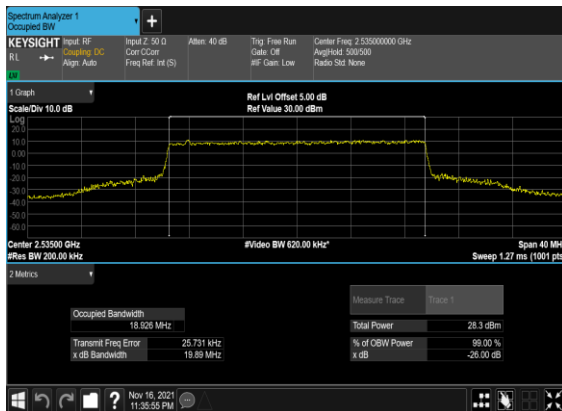 Spectrum Analyzer 1
Occupied BW
+
KEYSIGHT Input: RF Input Z: 50 Ω Atten: 40 dB Trig: Free Run Center Freq: 2.535000000 GHz
RL Coupling: DC Corr CCorr Gate: Off Avg|Hold: 500/500
Align: Auto Freq Ref: Int (S) #IF Gain: Low Radio Std: None
1 Graph
Ref Lvl Offset 5.00 dB
Scale/Div 10.0 dB Ref Value 30.00 dBm
Log
20.0
10.0
0.00
-10.0
-20.0
-30.0
-40.0
-50.0
-60.0
Center 2.53500 GHz #Video BW 620.00 kHz* Span 40 MH
#Res BW 200.00 kHz Sweep 1.27 ms (1001 pts
2 Metrics
Measure Trace Trace 1
Occupied Bandwidth
18.926 MHz Total Power 28.3 dBm
Transmit Freq Error 25.731 kHz % of OBW Power 99.00 %
x dB Bandwidth 19.89 MHz x dB -26.00 dB
? Nov 16, 2021
11:35:55 PM